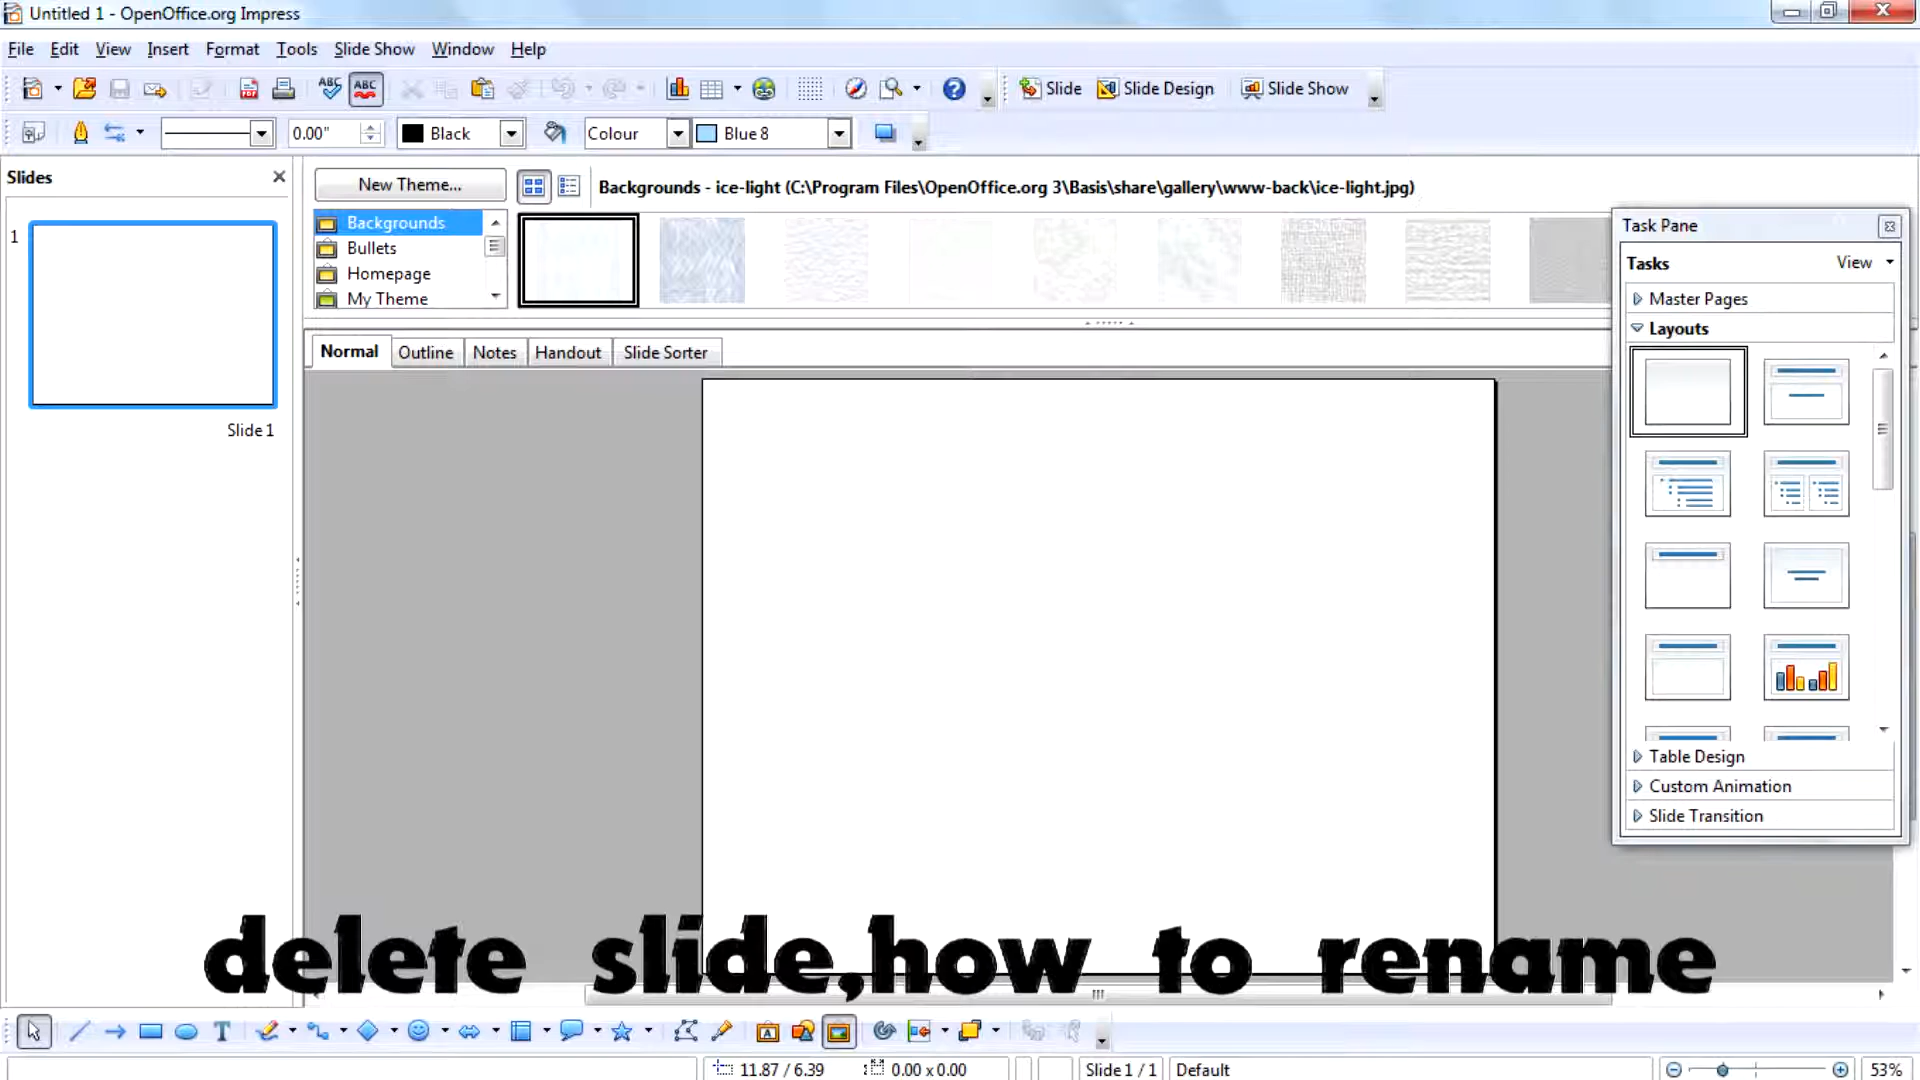 Untitled 1 - OpenOffice.org Impress
File Edit View Insert Format Tools Slide Show Window Help
Slide Slide Design Slide Show
0.00" Black Colour Blue 8
Slides
New Theme...
Backgrounds - ice-light (C:\Program Files\OpenOffice.org 3\Basis\share\gallery\www-back\ice-light.jpg)
Backgrounds
Bullets
Homepage
My Theme
1
Slide 1
Normal Outline Notes Handout Slide Sorter
Task Pane
Tasks View
Master Pages
Layouts
Table Design
Custom Animation
Slide Transition
delete slide,how to rename
11.87 / 6.39 0.00 x 0.00 Slide 1 / 1 Default 53%